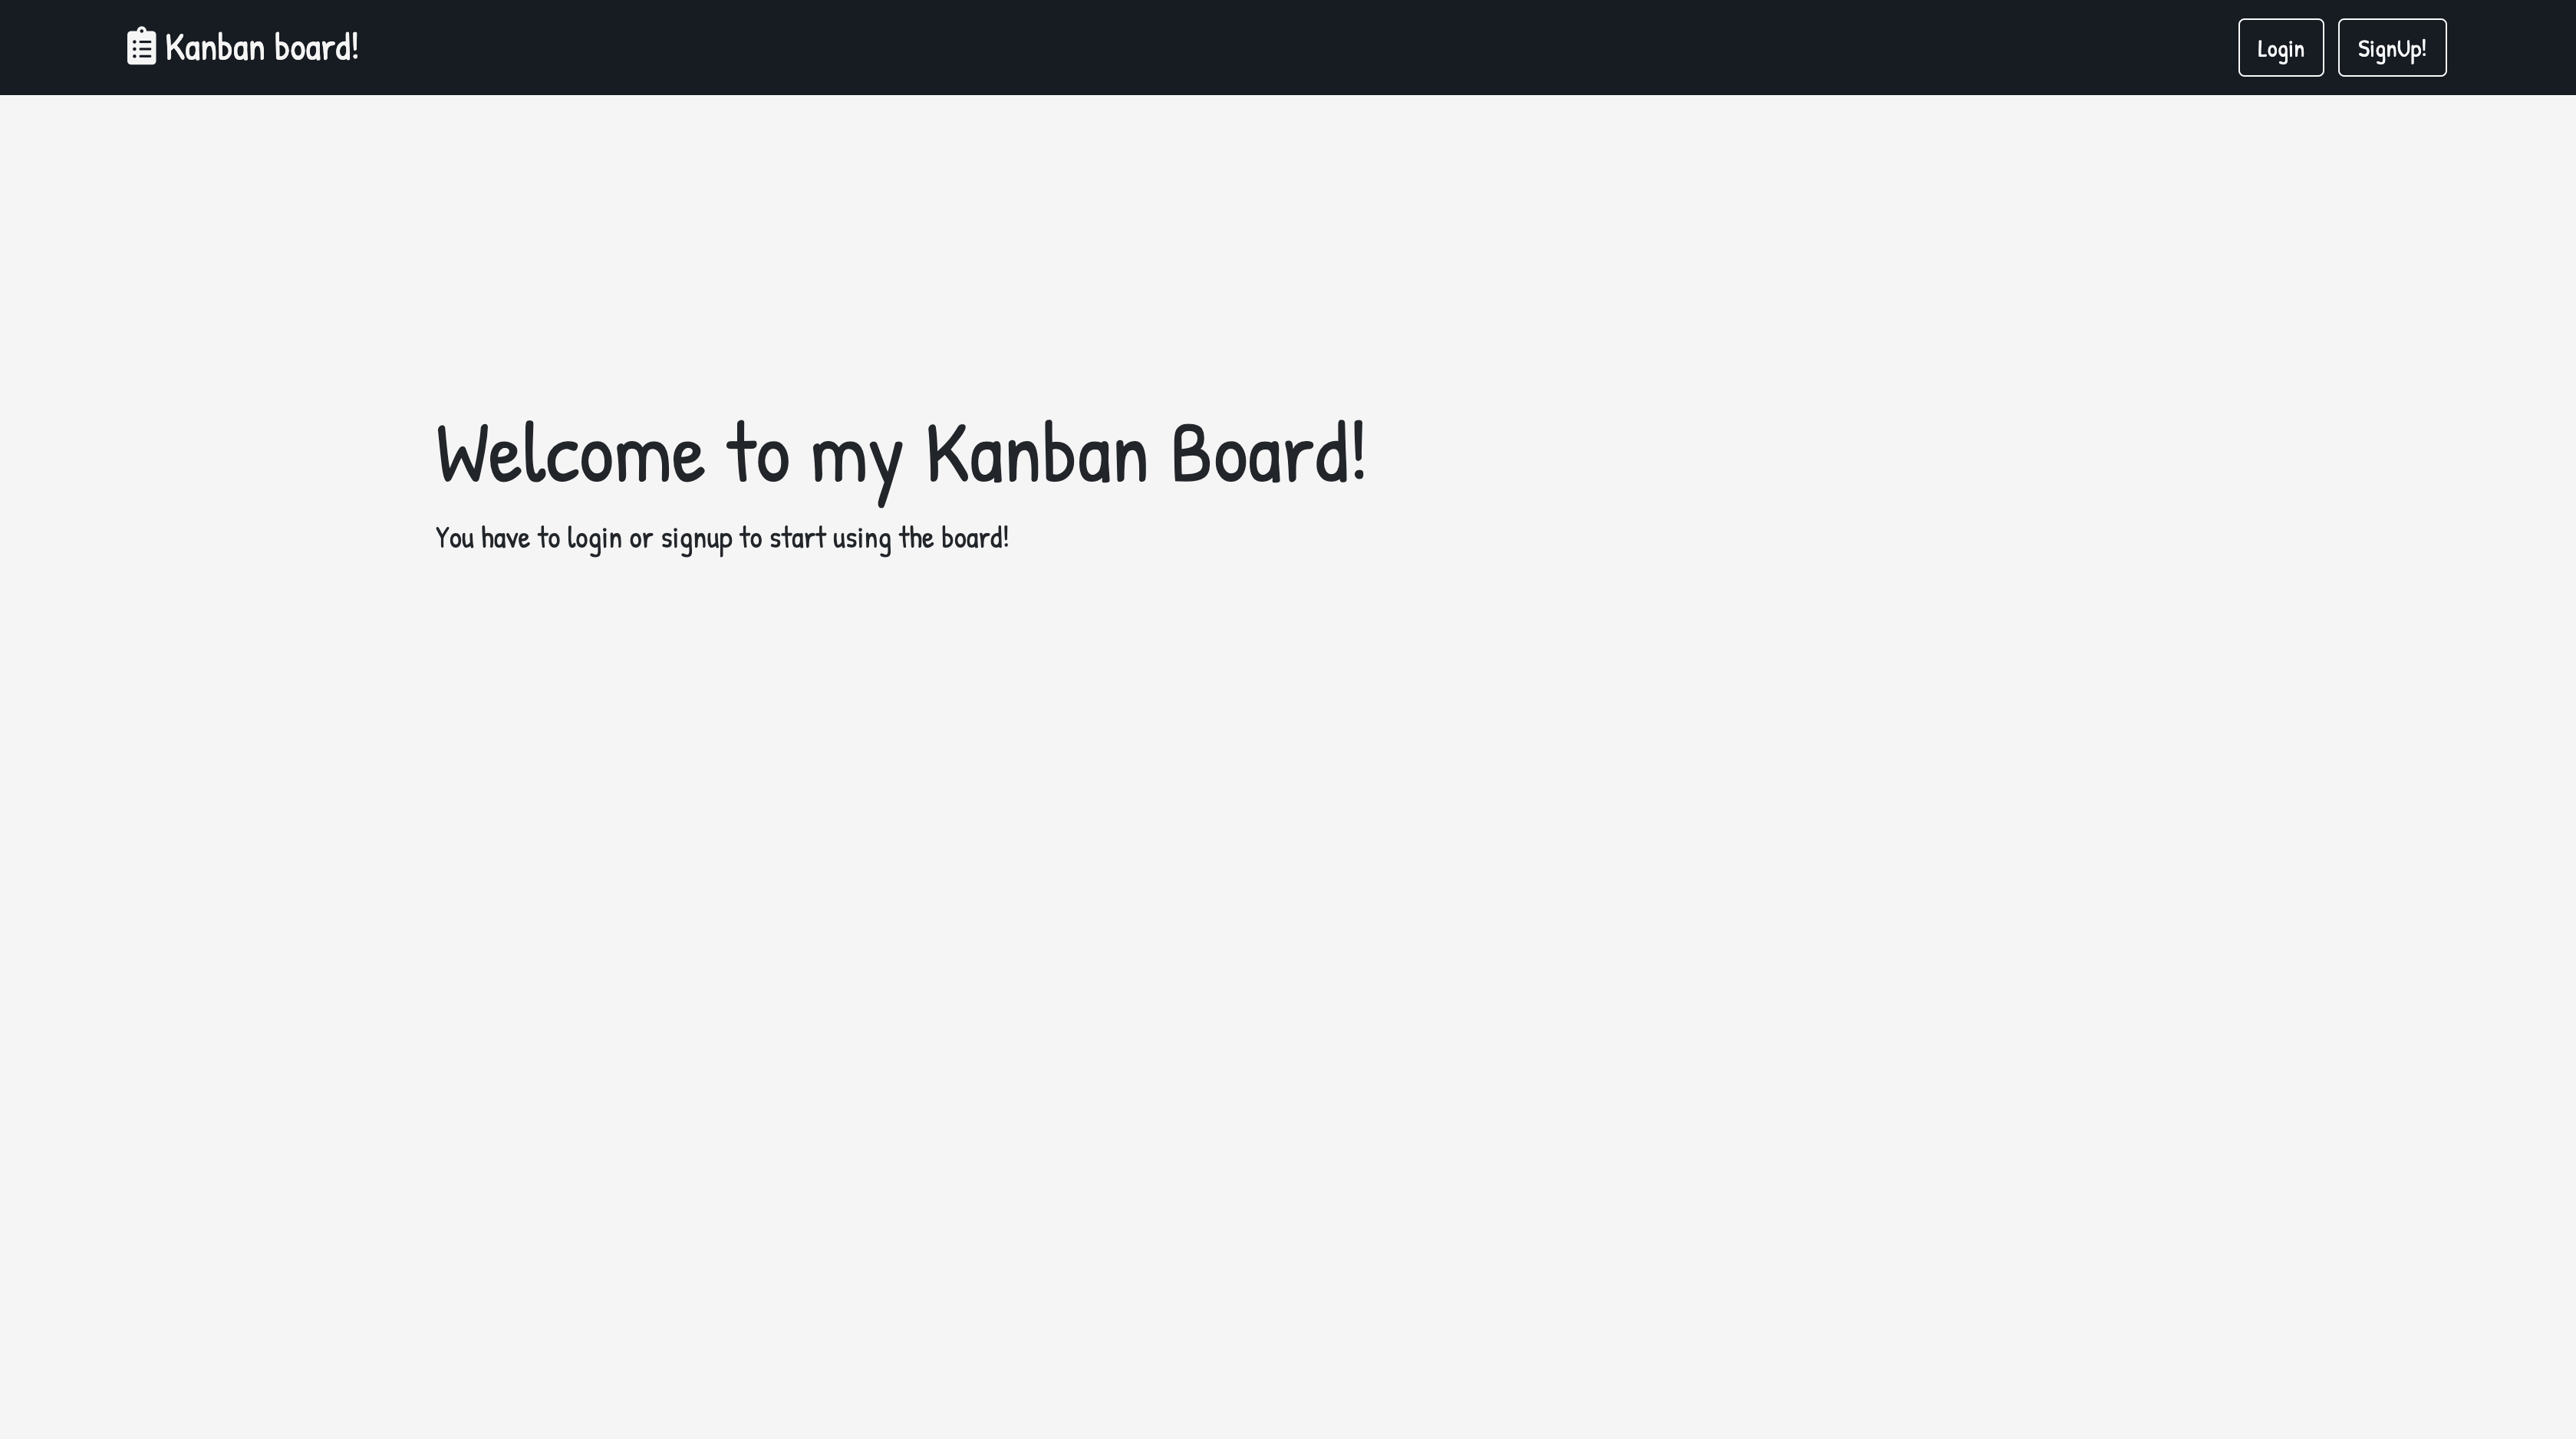 Kanban board!
Login
SignUp!
Welcome to my Kanban Board!
You have to login or signup to start using the board!